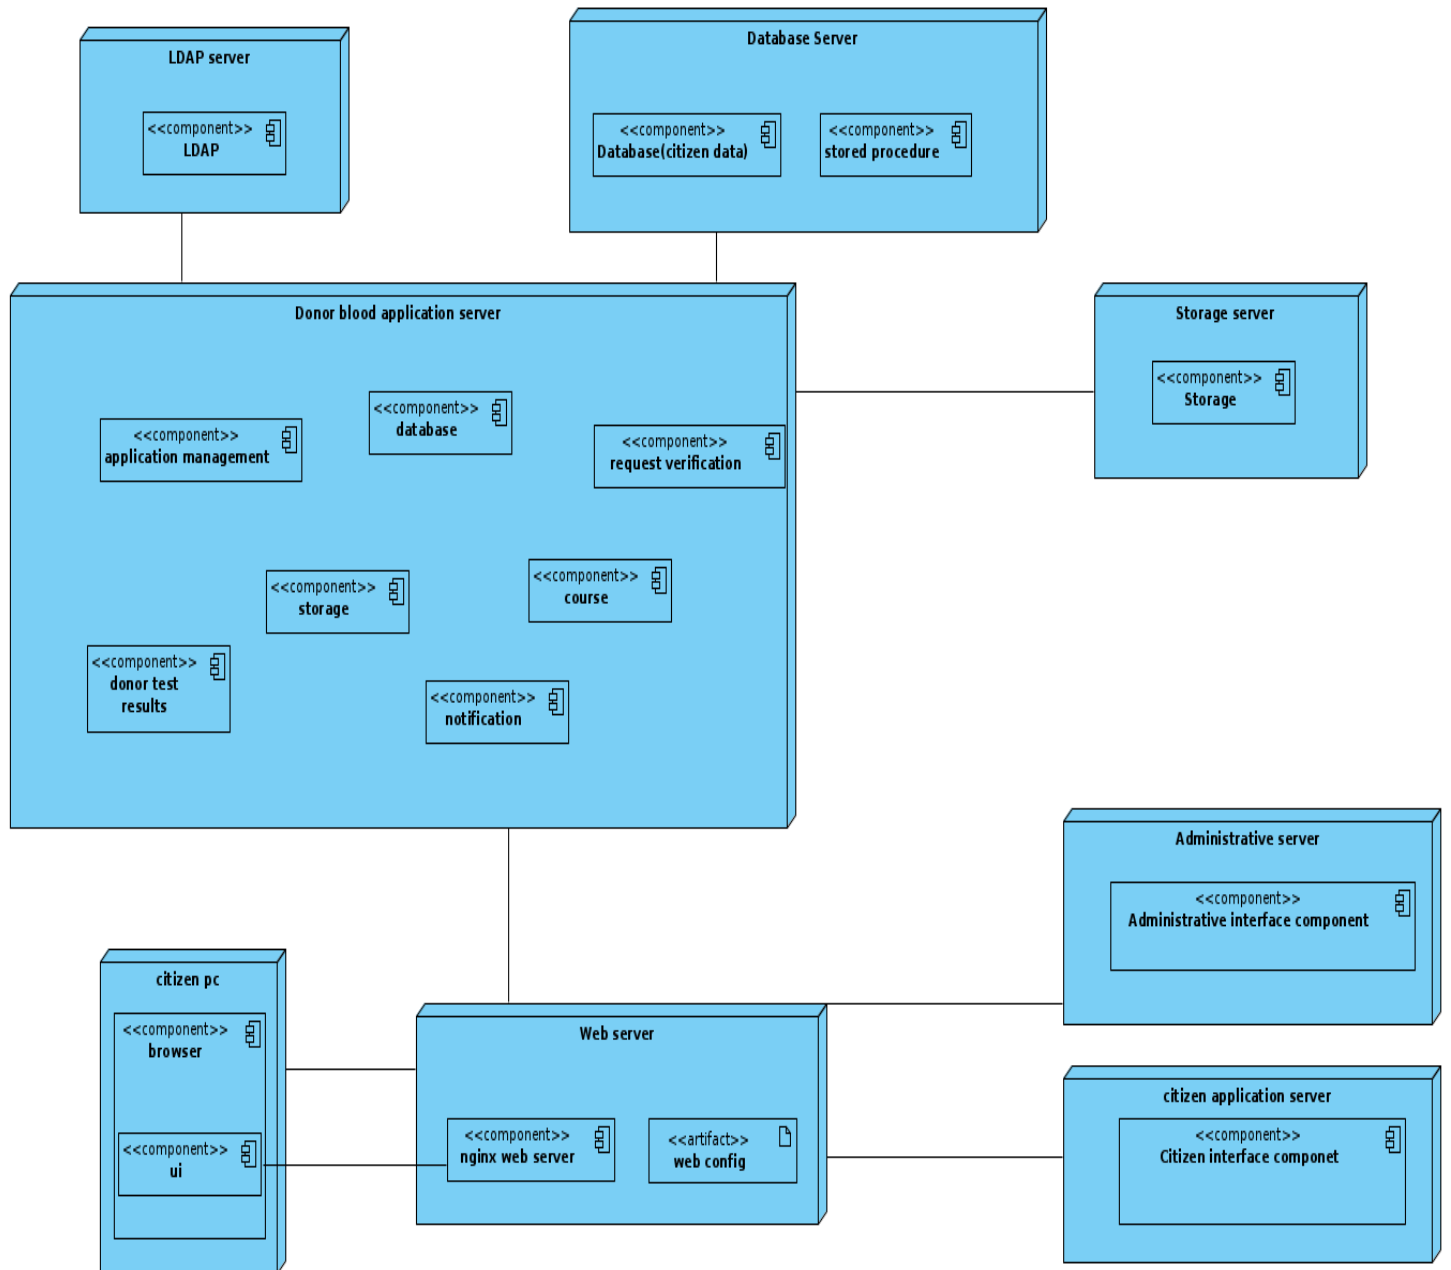 LDAP server
<<component>>
LDAP
Database Server
<<component>>
Database(citizen data)
<<component>>
stored procedure
Donor blood application server
<<component>>
application management
<<component>>
database
<<component>>
request verification
<<component>>
storage
<<component>>
course
<<component>>
donor test
results
<<component>>
notification
Storage server
<<component>>
Storage
Administrative server
<<component>>
Administrative interface component
citizen pc
<<component>>
browser
<<component>>
ui
Web server
<<component>>
nginx web server
<<artifact>>
web config
citizen application server
<<component>>
Citizen interface componet